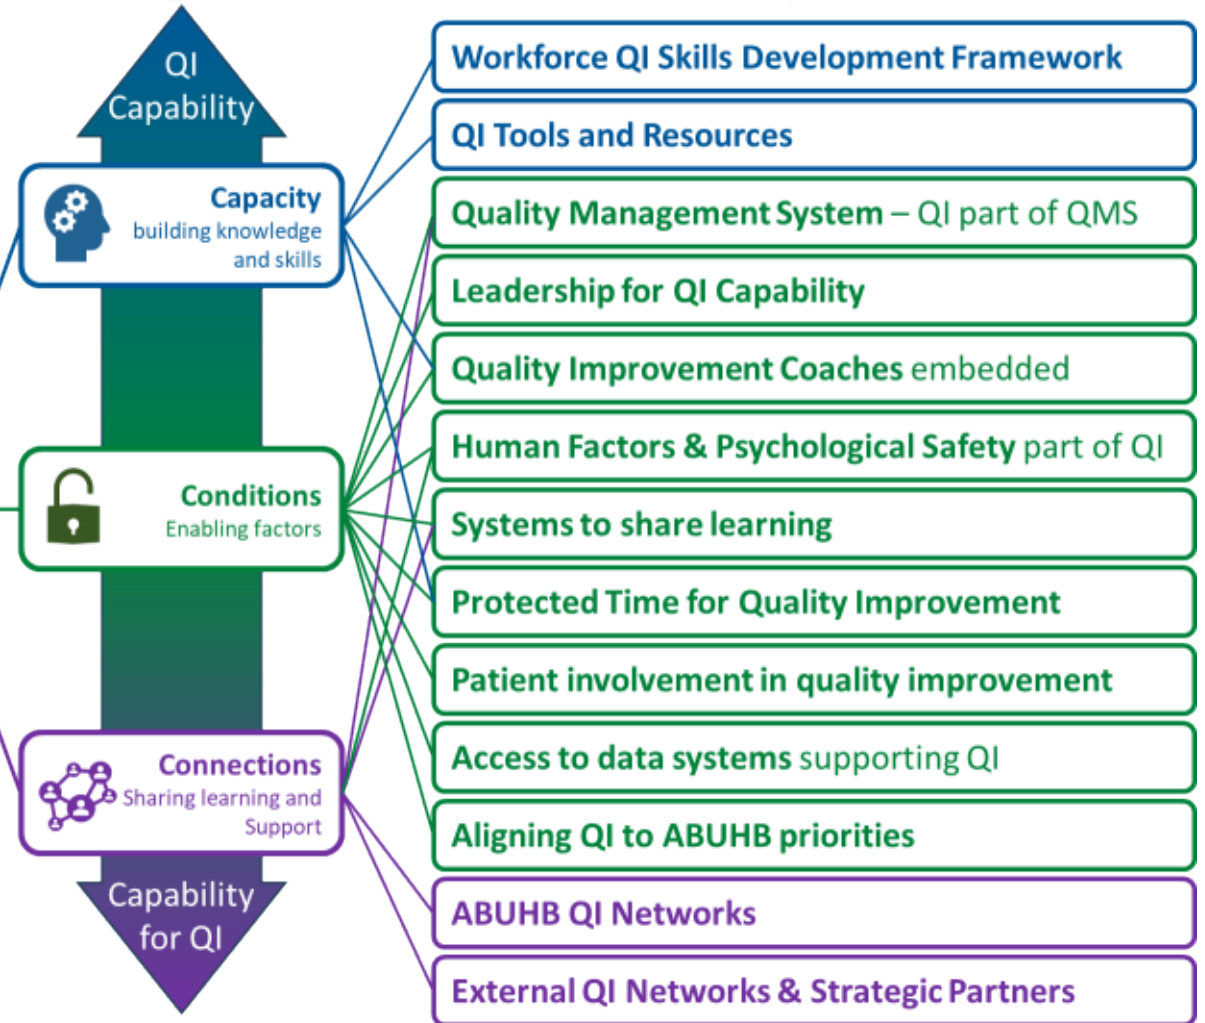 QI
Capability
Capacity
building knowledge
and skills
Conditions
Enabling factors
Connections
Sharing learning and
Support
Capability
for QI
Workforce QI Skills Development Framework
QI Tools and Resources
Quality Management System – QI part of QMS
Leadership for QI Capability
Quality Improvement Coaches embedded
Human Factors & Psychological Safety part of QI
Systems to share learning
Protected Time for Quality Improvement
Patient involvement in quality improvement
Access to data systems supporting QI
Aligning QI to ABUHB priorities
ABUHB QI Networks
External QI Networks & Strategic Partners